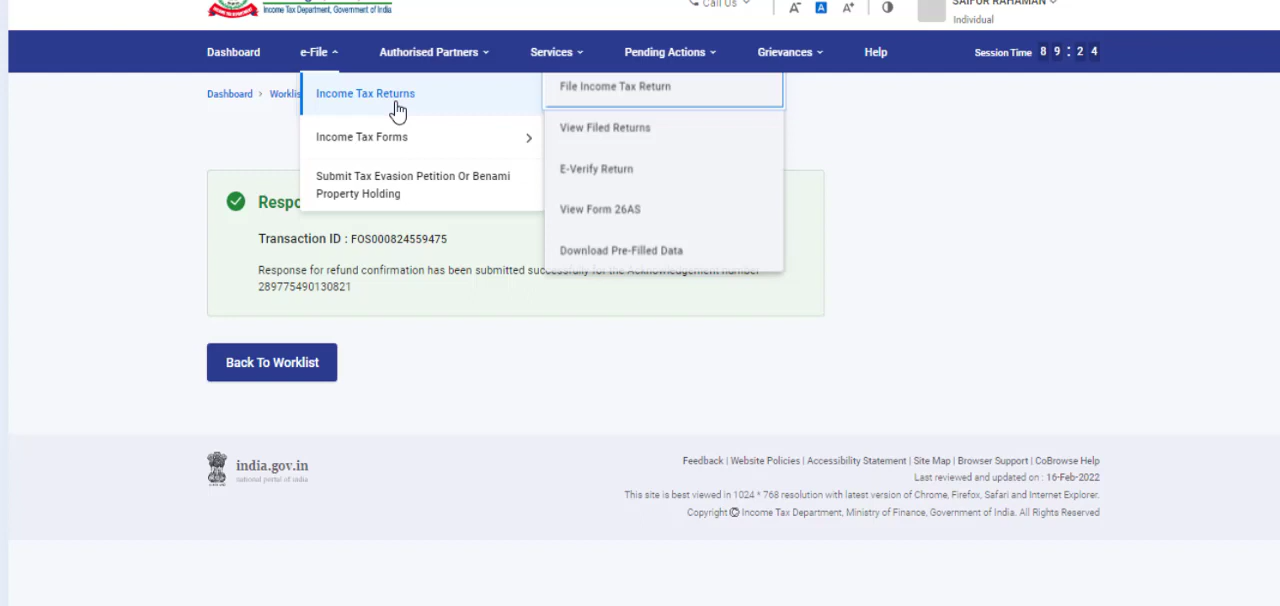 Income Tax Department, Government of India
Call Us
A-
A
A+
SAIFUR RAHAMAN
Individual
Dashboard
e-File
Authorised Partners
Services
Pending Actions
Grievances
Help
Session Time 8 9 : 2 4
Dashboard > Worklis
Income Tax Returns
Income Tax Forms
Submit Tax Evasion Petition Or Benami
Property Holding
File Income Tax Return
View Filed Returns
E-Verify Return
View Form 26AS
Download Pre-Filled Data
Respo
Transaction ID : FOS000824559475
Response for refund confirmation has been submitted successfully for the Acknowledgement number
289775490130821
Back To Worklist
india.gov.in
national portal of india
Feedback | Website Policies | Accessibility Statement | Site Map | Browser Support | CoBrowse Help
Last reviewed and updated on : 16-Feb-2022
This site is best viewed in 1024 * 768 resolution with latest version of Chrome, Firefox, Safari and Internet Explorer.
Copyright © Income Tax Department, Ministry of Finance, Government of India. All Rights Reserved